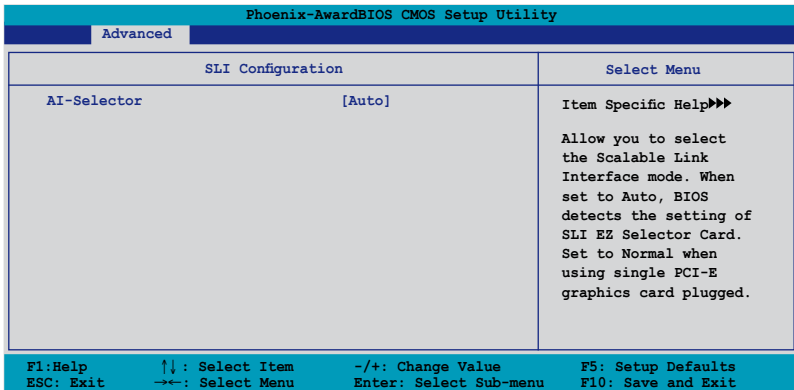 Phoenix-AwardBIOS CMOS Setup Utility
Advanced
SLI Configuration
Select Menu
AI-Selector [Auto]
Item Specific Help
Allow you to select
the Scalable Link
Interface mode. When
set to Auto, BIOS
detects the setting of
SLI EZ Selector Card.
Set to Normal when
using single PCI-E
graphics card plugged.
F1:Help ↑↓ : Select Item -/+: Change Value F5: Setup Defaults
ESC: Exit →←: Select Menu Enter: Select Sub-menu F10: Save and Exit